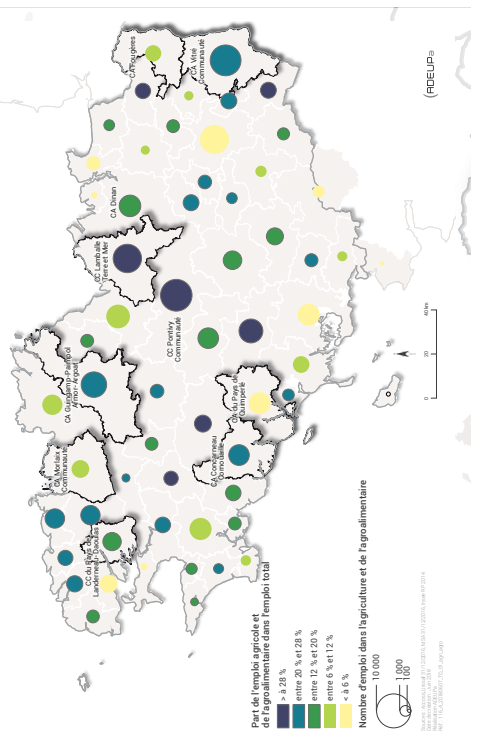 CA Fougères
CA Vitré
Communauté
CA Dinan
CC Lamballe
Terre et Mer
CC Pontivy
Communauté
CA Guingamp-Paimpol
Armor-Argoat
CA du Pays de
Quimperlé
CA Morlaix
Communauté
CA Concarneau
Cornouaille
CC du Pays de
Landerneau-Daoulas
ADEUPa
0 20 40 km
Part de l'emploi agricole et
de l'agroalimentaire dans l'emploi total
> à 28 %
entre 20 % et 28 %
entre 12 % et 20 %
entre 6 % et 12 %
< à 6 %
Nombre d'emploi dans l'agriculture et de l'agroalimentaire
10 000
1 000
100